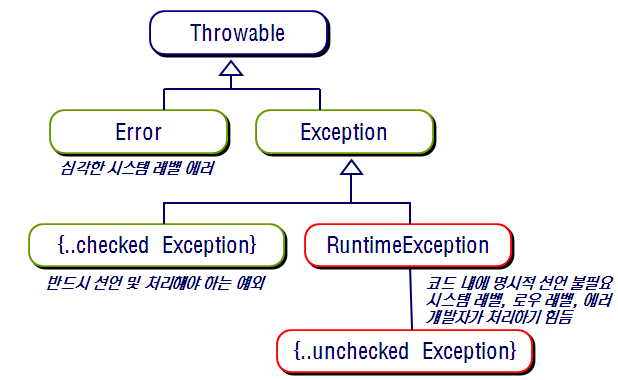 Throwable
Error
Exception
심각한 시스템 레벨 에러
{..checked Exception}
RuntimeException
반드시 선언 및 처리해야 하는 예외
코드 내에 명시적 선언 불필요
시스템 레벨, 로우 레벨, 에러
개발자가 처리하기 힘듬
{..unchecked Exception}